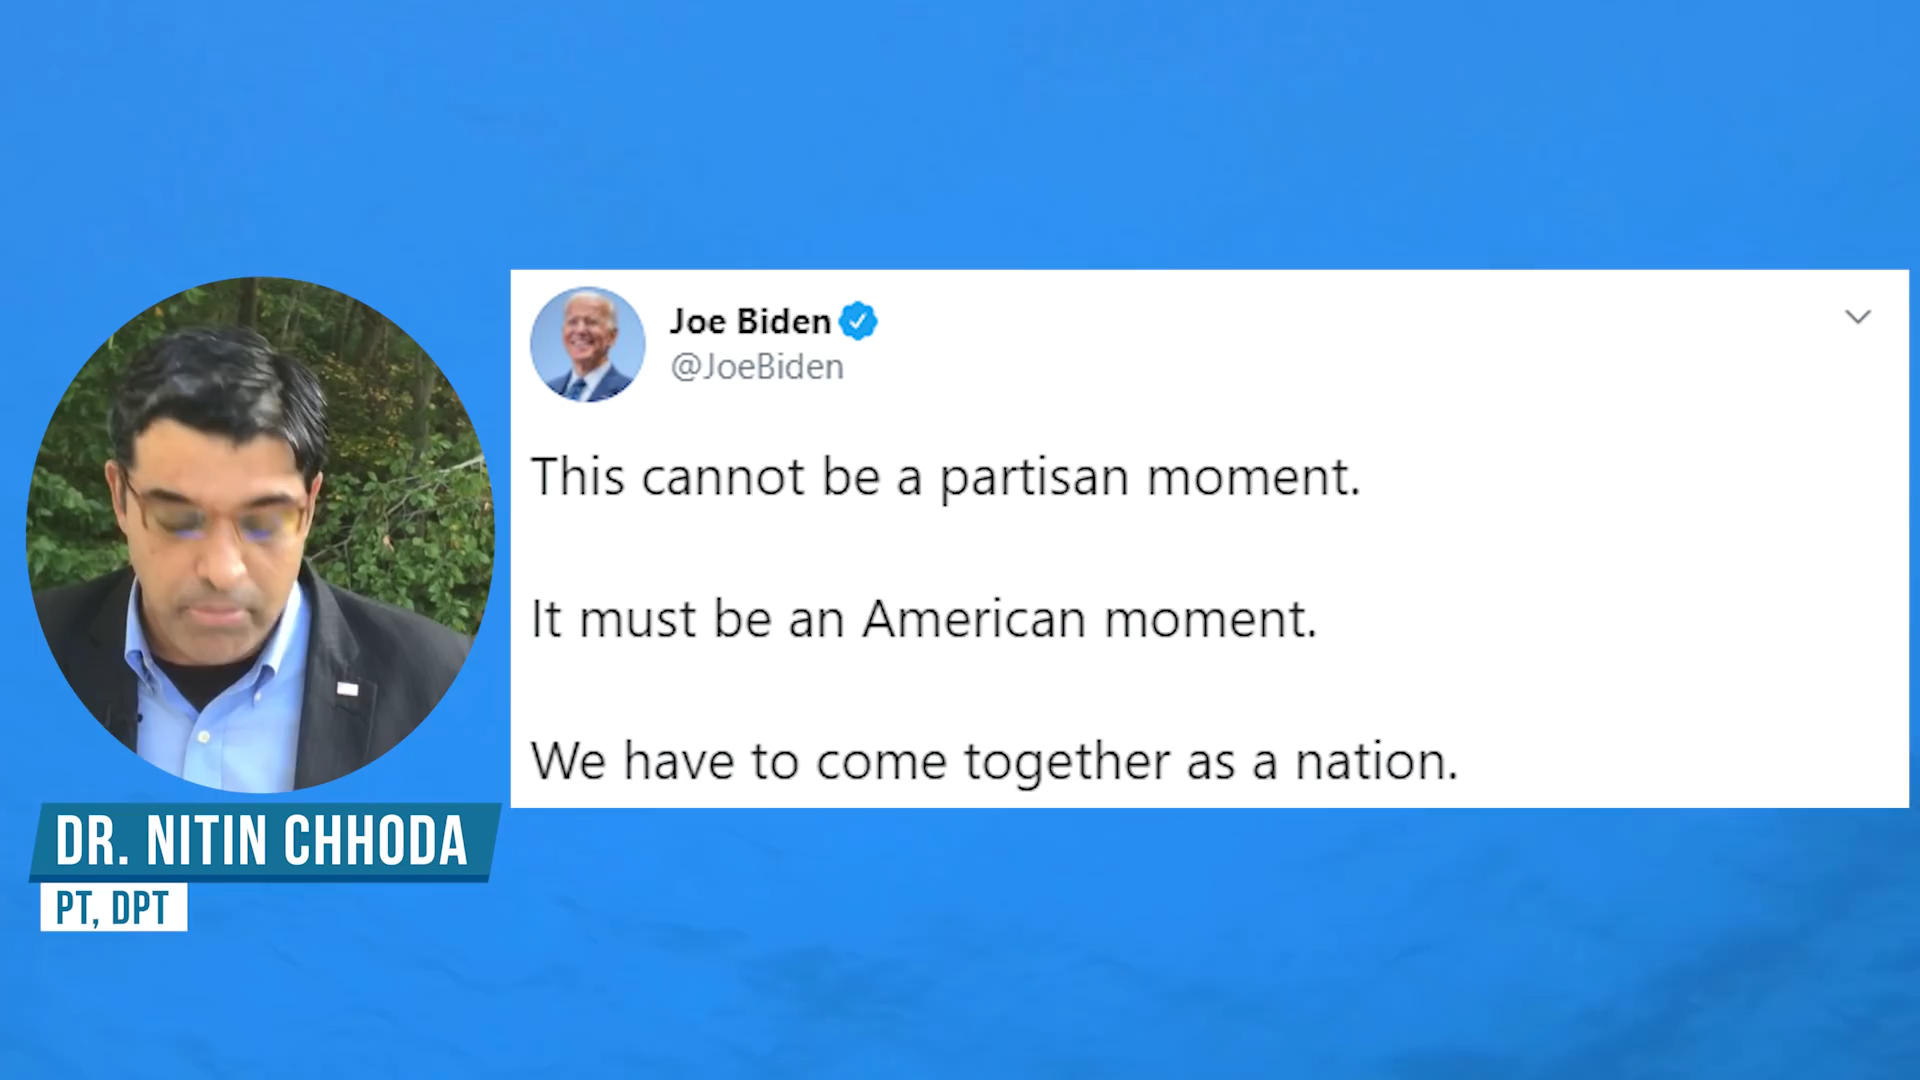 Joe Biden
@JoeBiden
This cannot be a partisan moment.
It must be an American moment.
We have to come together as a nation.
DR. NITIN CHHODA
PT, DPT